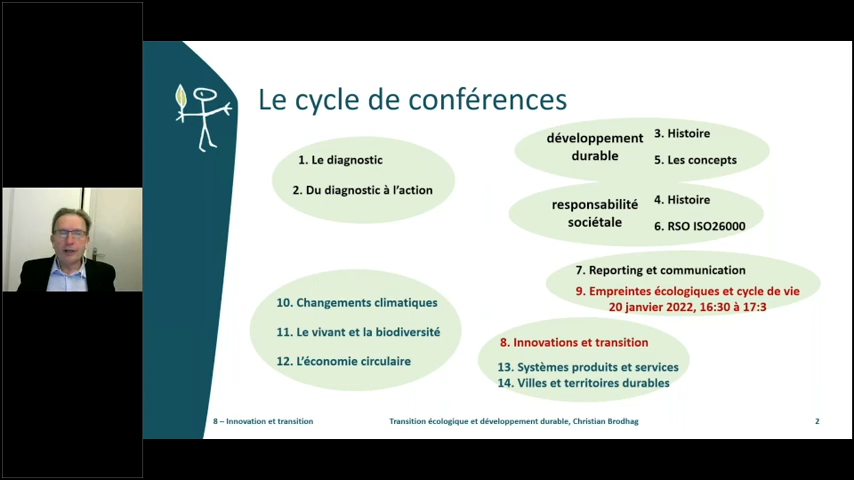 Le cycle de conférences
1. Le diagnostic
2. Du diagnostic à l'action
développement
durable
3. Histoire
5. Les concepts
responsabilité
sociétale
4. Histoire
6. RSO ISO26000
7. Reporting et communication
9. Empreintes écologiques et cycle de vie
20 janvier 2022, 16:30 à 17:3
10. Changements climatiques
11. Le vivant et la biodiversité
12. L'économie circulaire
8. Innovations et transition
13. Systèmes produits et services
14. Villes et territoires durables
8 – Innovation et transition
Transition écologique et développement durable, Christian Brodhag
2